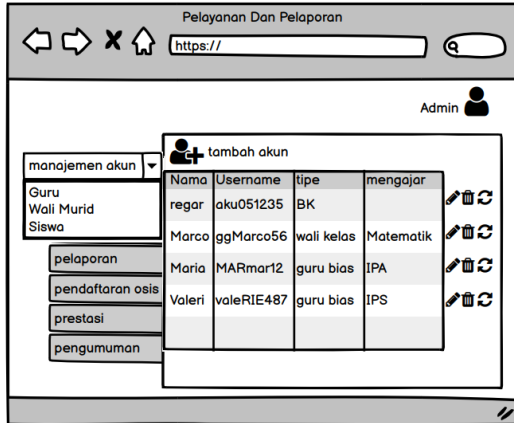 Pelayanan Dan Pelaporan
https://
Admin
tambah akun
manajemen akun
Guru
Wali Murid
Siswa
pelaporan
pendaftaran osis
prestasi
pengumuman
Nama Username tipe mengajar
regar aku051235 BK
Marco ggMarco56 wali kelas Matematik
Maria MARmar12 guru bias IPA
Valeri valeRIE487 guru bias IPS